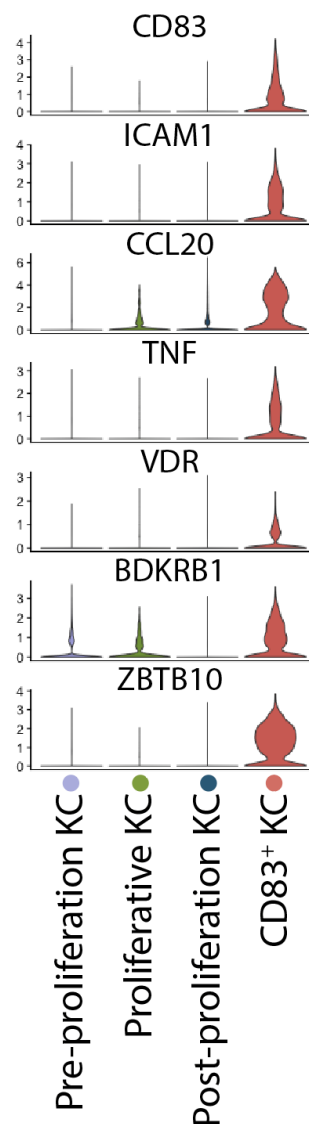 CD83
4
3
2
1
0
ICAM1
4
3
2
1
0
CCL20
6
4
2
0
TNF
3
2
1
0
VDR
3
2
1
0
BDKRB1
3
2
1
0
ZBTB10
4
3
2
1
0
Pre-proliferation KC
Proliferative KC
Post-proliferation KC
CD83⁺ KC